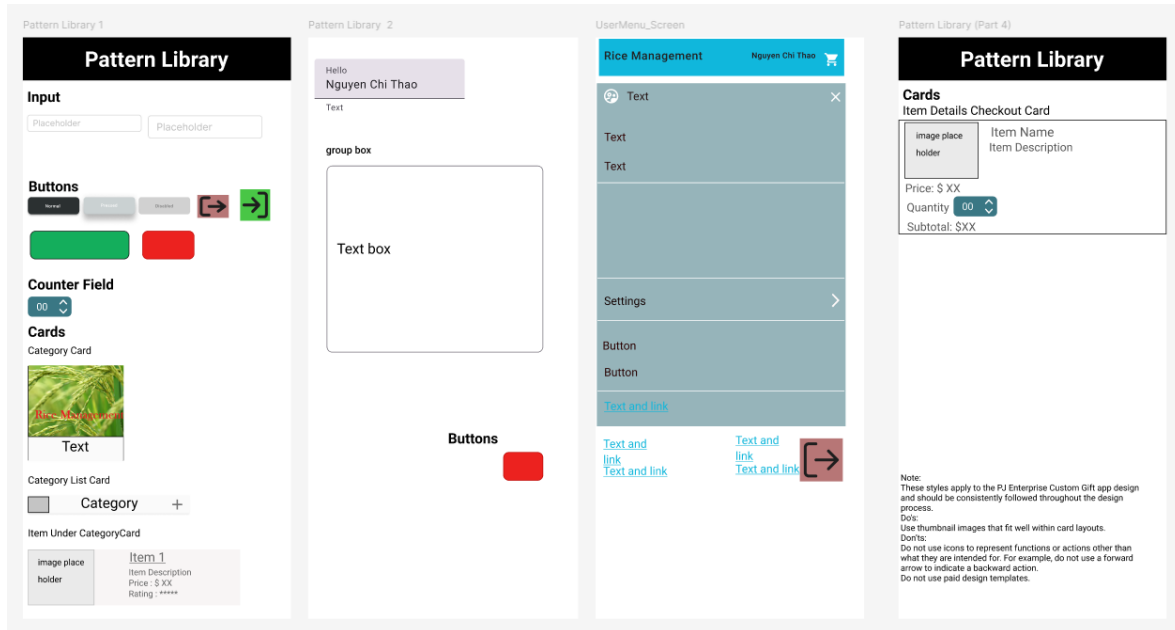 Pattern Library 1
Pattern Library
Input
Placeholder
Placeholder
Buttons
Normal
Pressed
Disabled
Counter Field
00
Cards
Category Card
Rice Management
Text
Category List Card
Category +
Item Under CategoryCard
image place
holder
Item 1
Item Description
Price : $ XX
Rating : *****
Pattern Library 2
Hello
Nguyen Chi Thao
Text
group box
Text box
Buttons
UserMenu_Screen
Rice Management
Nguyen Chi Thao
Text
Text
Text
Settings
Button
Button
Text and link
Text and
link
Text and link
Text and
link
Text and link
Pattern Library (Part 4)
Pattern Library
Cards
Item Details Checkout Card
image place
holder
Item Name
Item Description
Price: $ XX
Quantity 00
Subtotal: $XX
Note:
These styles apply to the PJ Enterprise Custom Gift app design
and should be consistently followed throughout the design
process.
Do's:
Use thumbnail images that fit well within card layouts.
Don'ts:
Do not use icons to represent functions or actions other than
what they are intended for. For example, do not use a forward
arrow to indicate a backward action.
Do not use paid design templates.